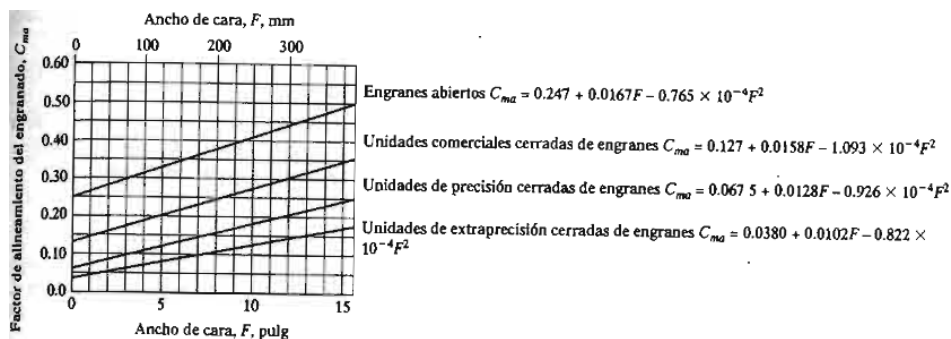 Ancho de cara, F, mm
0 100 200 300
Factor de alineamiento del engranado, C_ma
0.60
0.50
0.40
0.30
0.20
0.10
0.0
Engranes abiertos C_ma = 0.247 + 0.0167F – 0.765 × 10⁻⁴F²
Unidades comerciales cerradas de engranes C_ma = 0.127 + 0.0158F – 1.093 × 10⁻⁴F²
Unidades de precisión cerradas de engranes C_ma = 0.067 5 + 0.0128F – 0.926 × 10⁻⁴F²
Unidades de extraprecisión cerradas de engranes C_ma = 0.0380 + 0.0102F – 0.822 ×
10⁻⁴F²
0 5 10 15
Ancho de cara, F, pulg